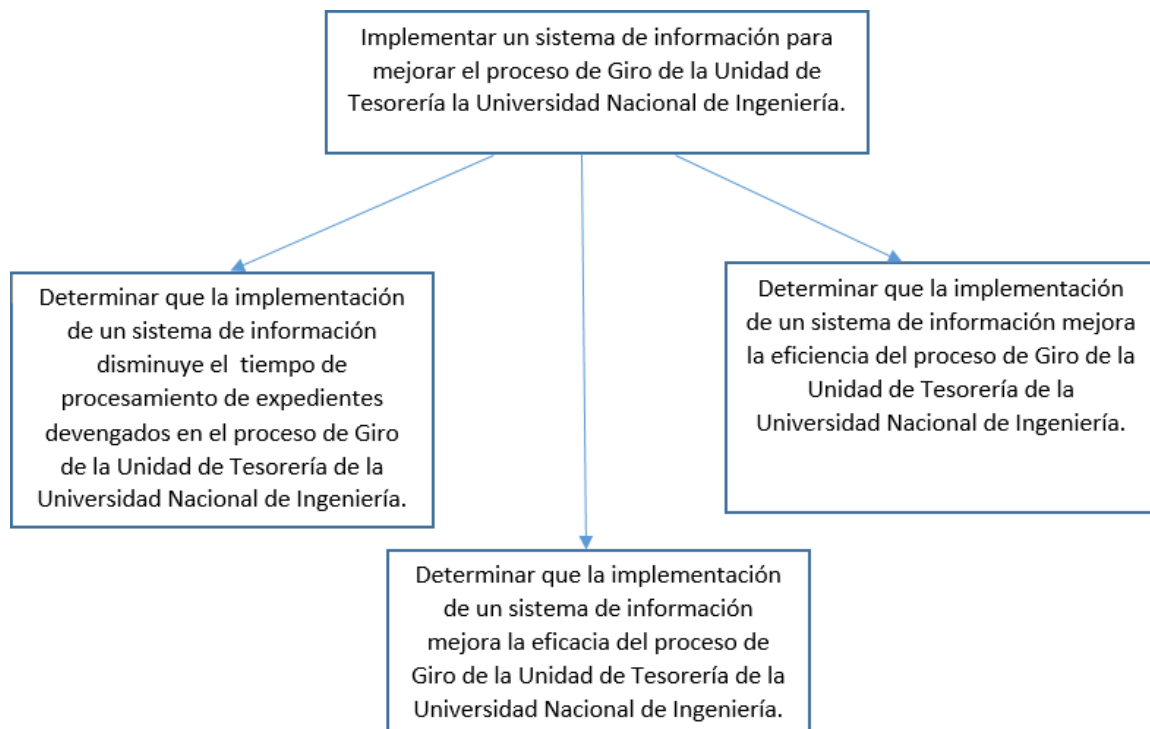 Implementar un sistema de información para
mejorar el proceso de Giro de la Unidad de
Tesorería la Universidad Nacional de Ingeniería.
Determinar que la implementación
de un sistema de información
disminuye el  tiempo de
procesamiento de expedientes
devengados en el proceso de Giro
de la Unidad de Tesorería de la
Universidad Nacional de Ingeniería.
Determinar que la implementación
de un sistema de información mejora
la eficiencia del proceso de Giro de la
Unidad de Tesorería de la
Universidad Nacional de Ingeniería.
Determinar que la implementación
de un sistema de información
mejora la eficacia del proceso de
Giro de la Unidad de Tesorería de la
Universidad Nacional de Ingeniería.